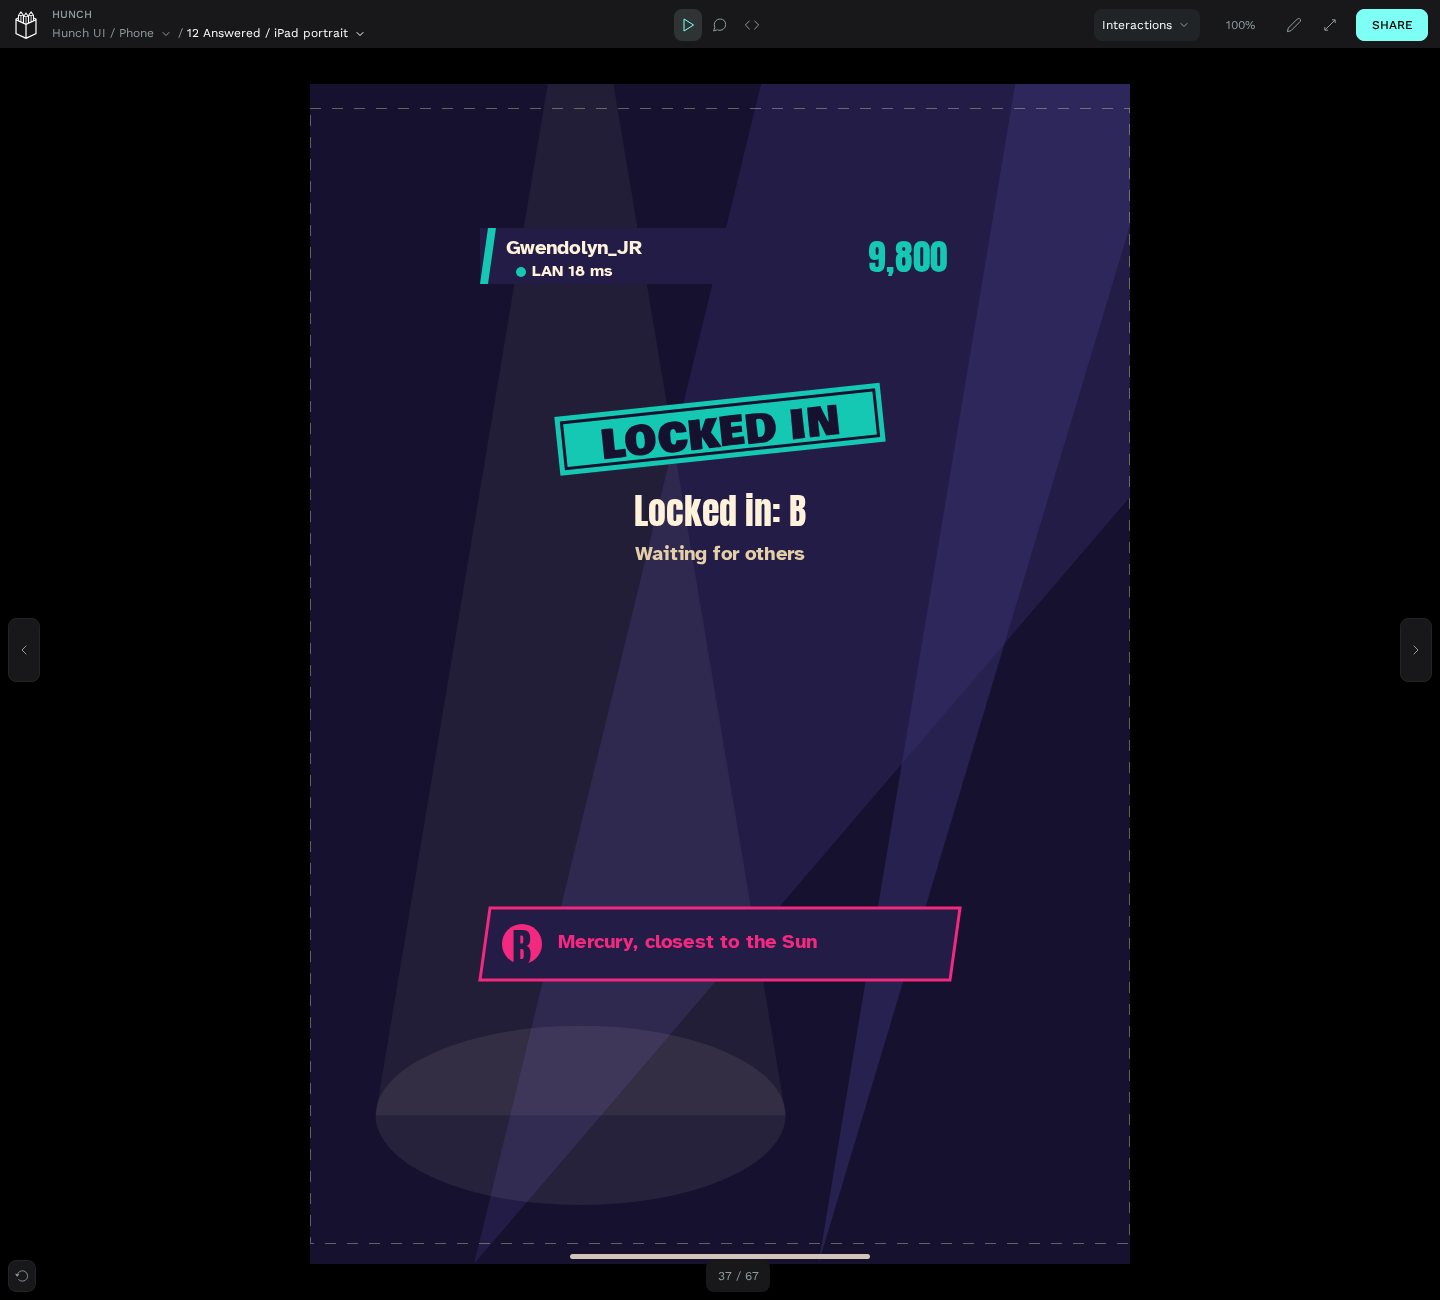 HUNCH
Hunch UI / Phone / 12 Answered / iPad portrait
Interactions
100%
SHARE
Gwendolyn_JR
LAN 18 ms
9,800
LOCKED IN
Locked in: B
Waiting for others
B
Mercury, closest to the Sun
37 / 67